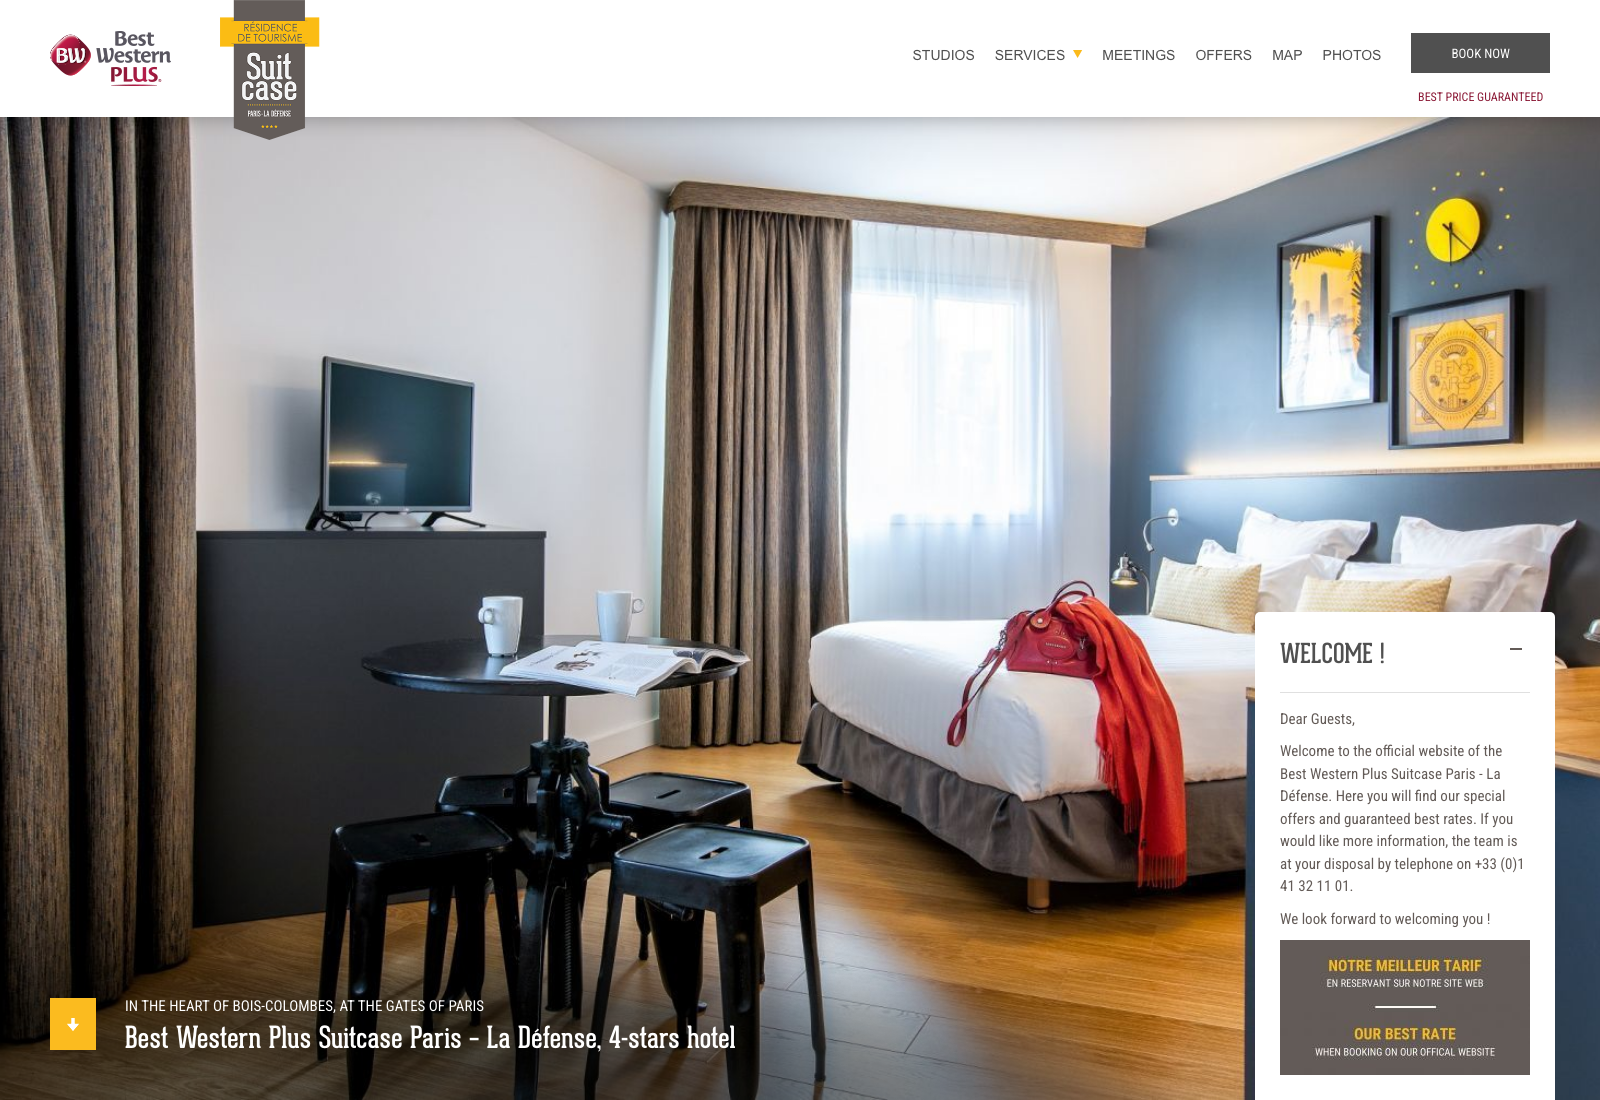 Best
Western
PLUS
BW
RÉSIDENCE
DE TOURISME
Suit
case
PARIS - LA DÉFENSE
STUDIOS
SERVICES
MEETINGS
OFFERS
MAP
PHOTOS
BOOK NOW
BEST PRICE GUARANTEED
BUENOS
AIRES
WELCOME !
Dear Guests,
Welcome to the official website of the
Best Western Plus Suitcase Paris - La
Défense. Here you will find our special
offers and guaranteed best rates. If you
would like more information, the team is
at your disposal by telephone on +33 (0)1
41 32 11 01.
We look forward to welcoming you !
NOTRE MEILLEUR TARIF
EN RESERVANT SUR NOTRE SITE WEB
OUR BEST RATE
WHEN BOOKING ON OUR OFFICAL WEBSITE
IN THE HEART OF BOIS-COLOMBES, AT THE GATES OF PARIS
Best Western Plus Suitcase Paris – La Défense, 4-stars hotel